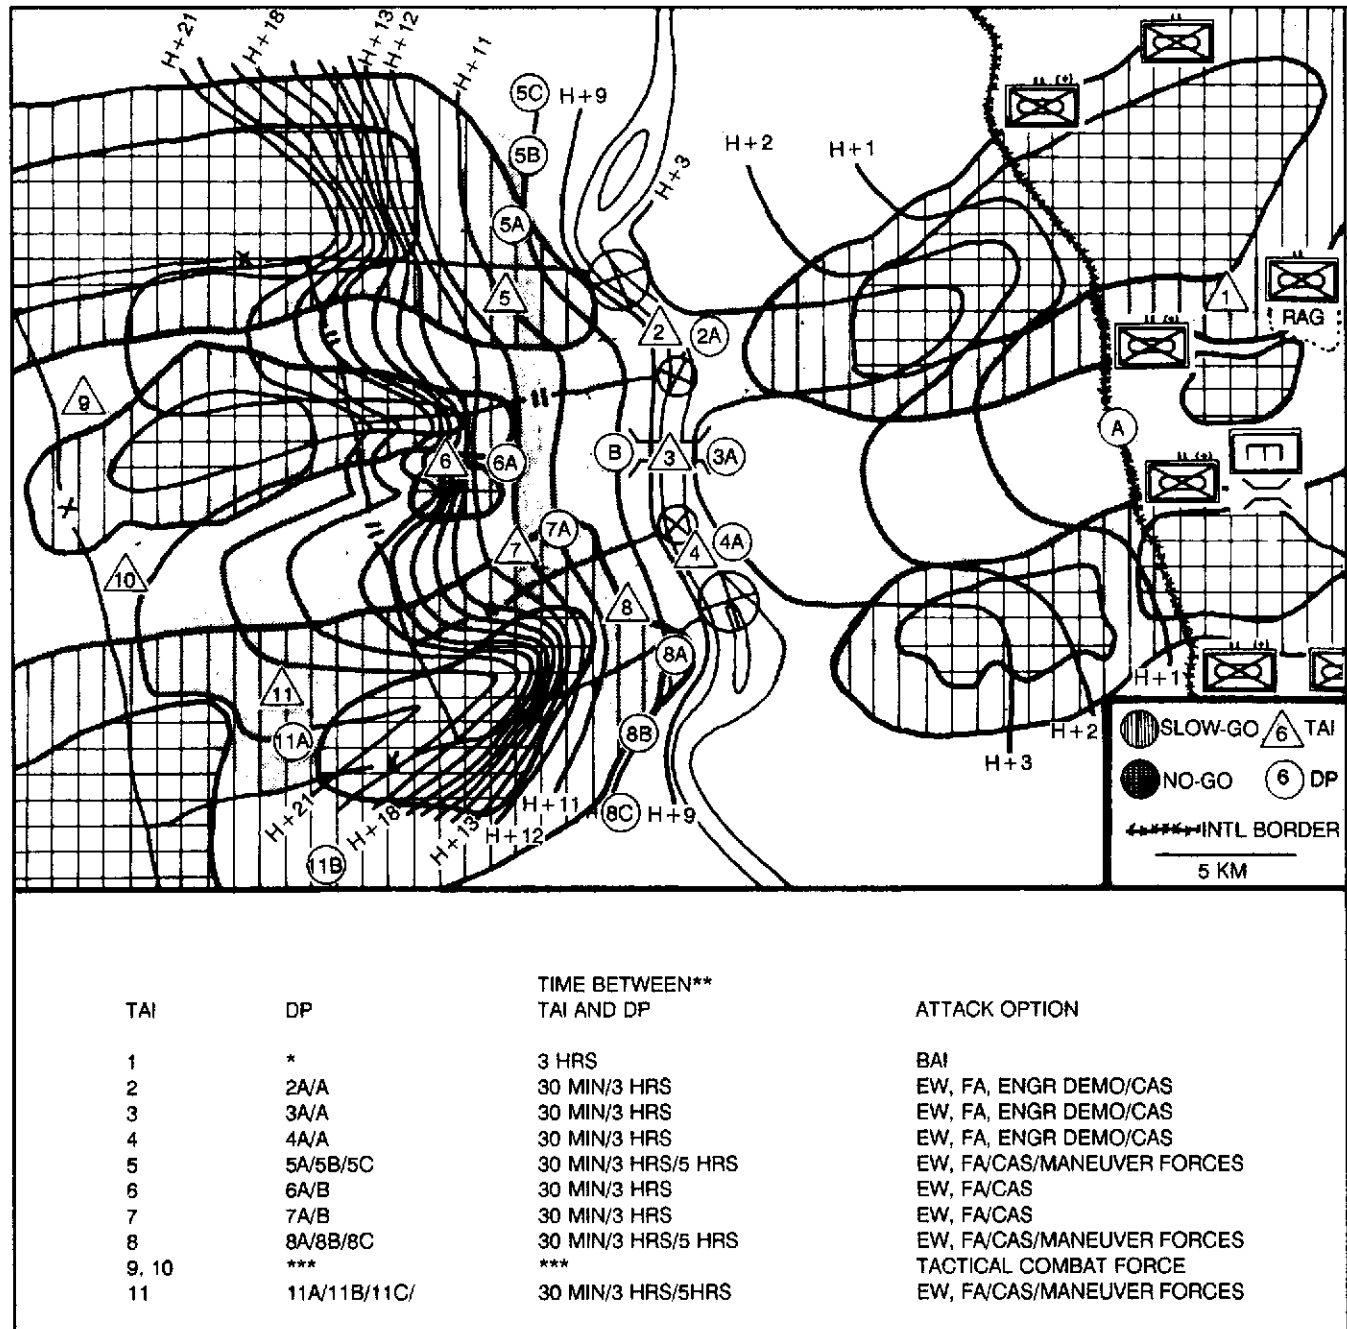 H+21
H+18
H+13
H+12
H+11
5C
H+9
5B
H+3
H+2
H+1
5A
5
1
2
2A
RAG
9
A
6
6A
B
3
3A
7A
7
4A
4
10
8
8A
11
11A
8B
H+1
H+2
H+3
SLOW-GO 6 TAI
NO-GO 6 DP
INTL BORDER
5 KM
H+21
H+18
H+13
H+12
H+11
8C
H+9
11B
TIME BETWEEN**
TAI DP TAI AND DP ATTACK OPTION
1 * 3 HRS BAI
2 2A/A 30 MIN/3 HRS EW, FA, ENGR DEMO/CAS
3 3A/A 30 MIN/3 HRS EW, FA, ENGR DEMO/CAS
4 4A/A 30 MIN/3 HRS EW, FA, ENGR DEMO/CAS
5 5A/5B/5C 30 MIN/3 HRS/5 HRS EW, FA/CAS/MANEUVER FORCES
6 6A/B 30 MIN/3 HRS EW, FA/CAS
7 7A/B 30 MIN/3 HRS EW, FA/CAS
8 8A/8B/8C 30 MIN/3 HRS/5 HRS EW, FA/CAS/MANEUVER FORCES
9, 10 *** *** TACTICAL COMBAT FORCE
11 11A/11B/11C/ 30 MIN/3 HRS/5HRS EW, FA/CAS/MANEUVER FORCES